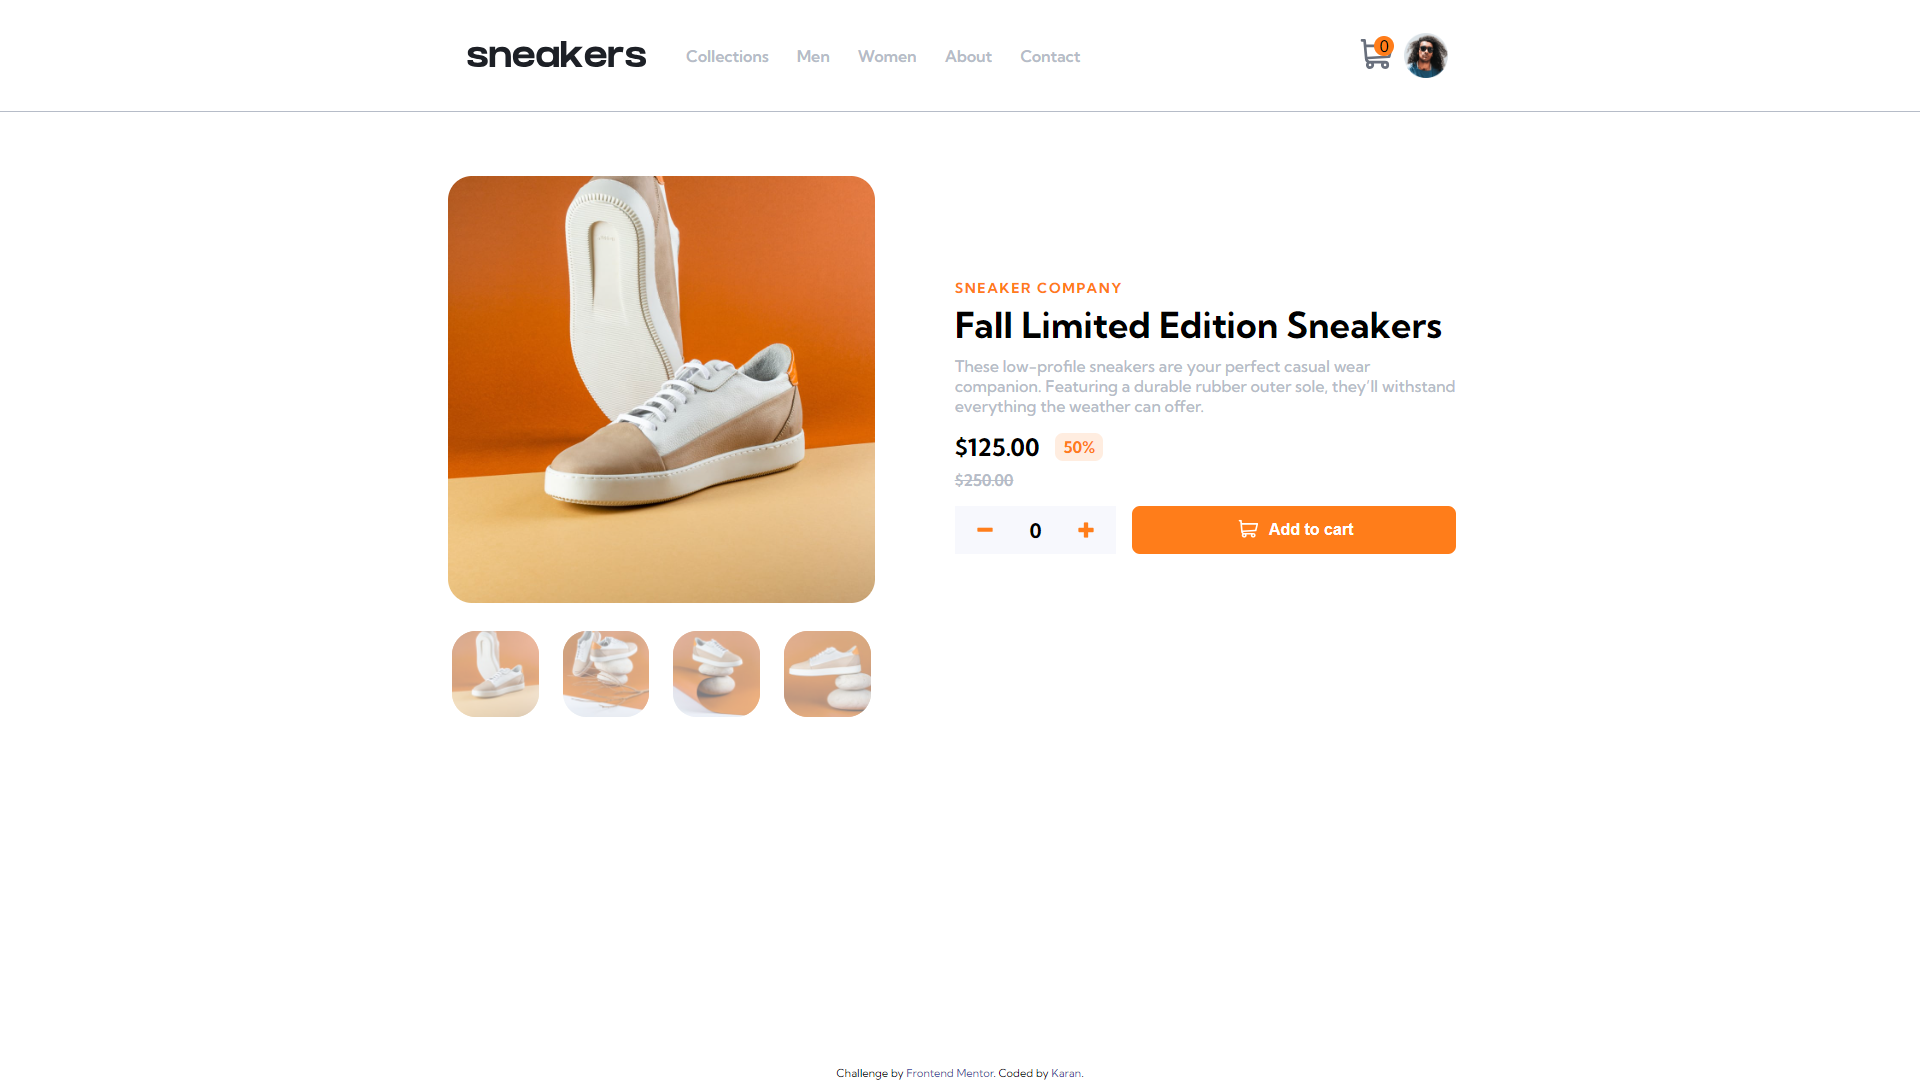 sneakers Collections Men Women About Contact 0
SNEAKER COMPANY
Fall Limited Edition Sneakers
These low-profile sneakers are your perfect casual wear
companion. Featuring a durable rubber outer sole, they’ll withstand
everything the weather can offer.
$125.00 50%
$250.00
0 Add to cart
Challenge by Frontend Mentor. Coded by Karan.